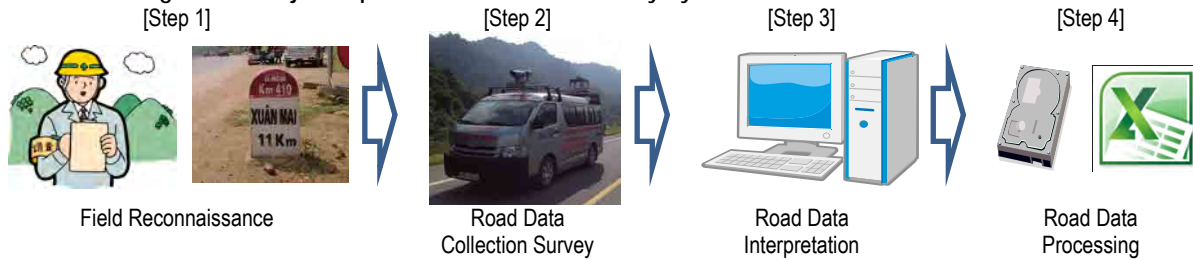 [Step 1]
[Step 2]
[Step 3]
[Step 4]
Km 410
XUÂN MAI
11 Km
Field Reconnaissance
Road Data
Collection Survey
Road Data
Interpretation
Road Data
Processing